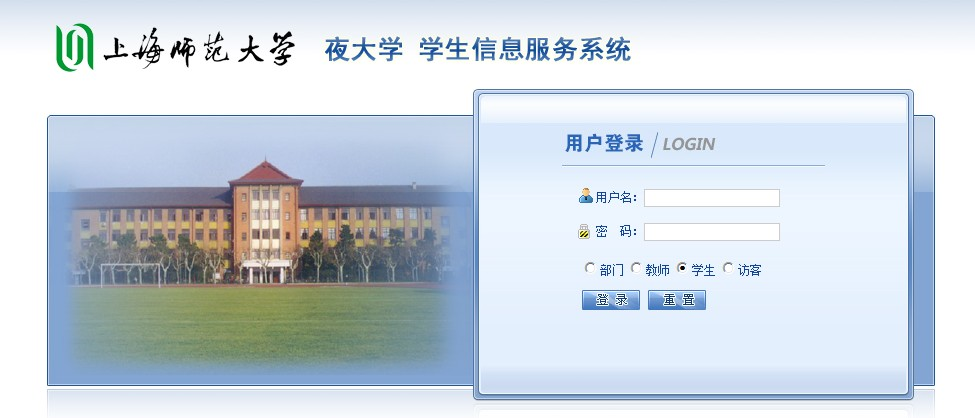 上海师范大学 夜大学 学生信息服务系统
用户登录 / LOGIN
用户名：
密 码：
部门 教师 学生 访客
登 录 重 置